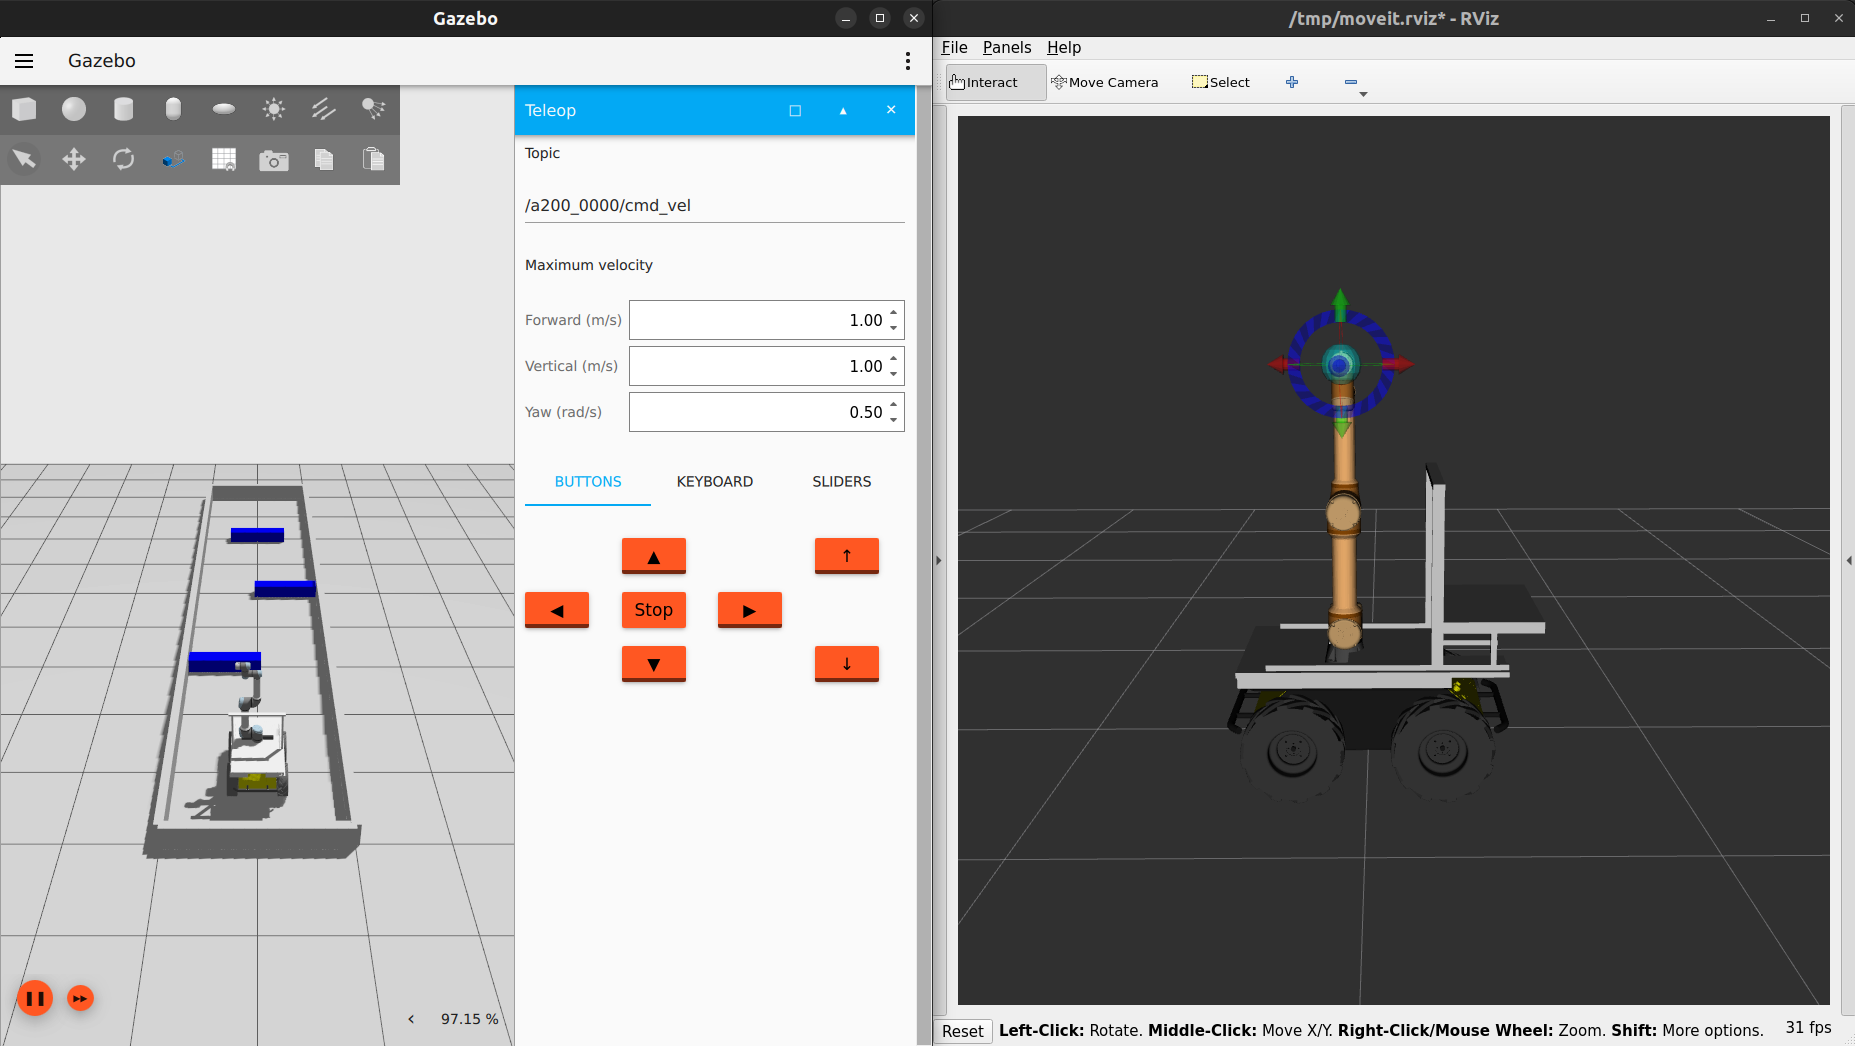 Gazebo
Gazebo
Teleop
Topic
/a200_0000/cmd_vel
Maximum velocity
Forward (m/s) 1.00
Vertical (m/s) 1.00
Yaw (rad/s) 0.50
BUTTONS KEYBOARD SLIDERS
Stop
97.15 %
/tmp/moveit.rviz* - RViz
File Panels Help
Interact Move Camera Select
Reset Left-Click: Rotate. Middle-Click: Move X/Y. Right-Click/Mouse Wheel: Zoom. Shift: More options. 31 fps